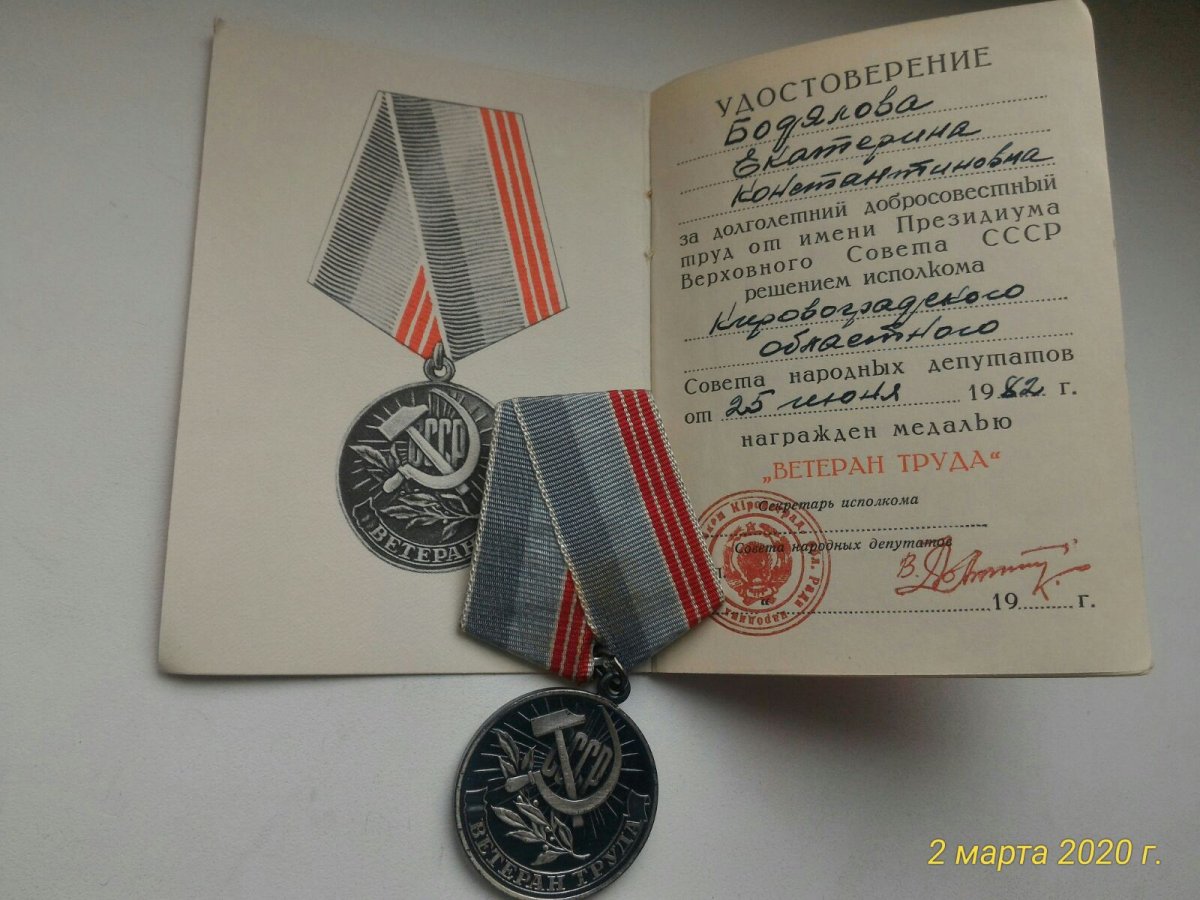 СССР
ВЕТЕРАН
УДОСТОВЕРЕНИЕ
Бодялова
Екатерина
Константиновна
за долголетний добросовестный
труд от имени Президиума
Верховного Совета СССР
решением исполкома
Кировоградского
областного
Совета народных депутатов
от 25 июня 1982 г.
награжден медалью
„ВЕТЕРАН ТРУДА“
Секретарь исполкома
Совета народных депутатов
19 г.
СССР
ВЕТЕРАН ТРУДА
2 марта 2020 г.